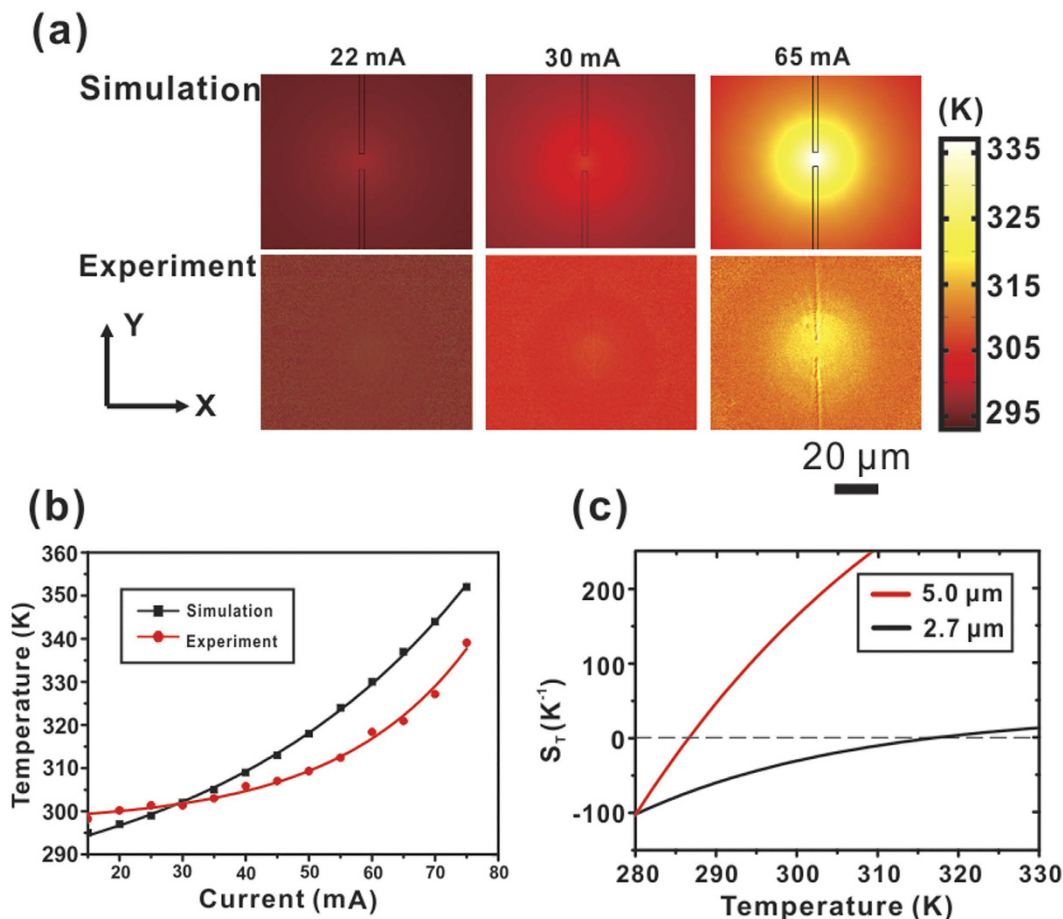 (a)
22 mA 30 mA 65 mA
Simulation
(K)
335
325
315
305
295
Experiment
Y
X
20 μm
(b)
360
350
340
330
320
310
300
290
Temperature (K)
Simulation
Experiment
20 30 40 50 60 70 80
Current (mA)
(c)
200
100
0
-100
S_T (K⁻¹)
5.0 μm
2.7 μm
280 290 300 310 320 330
Temperature (K)